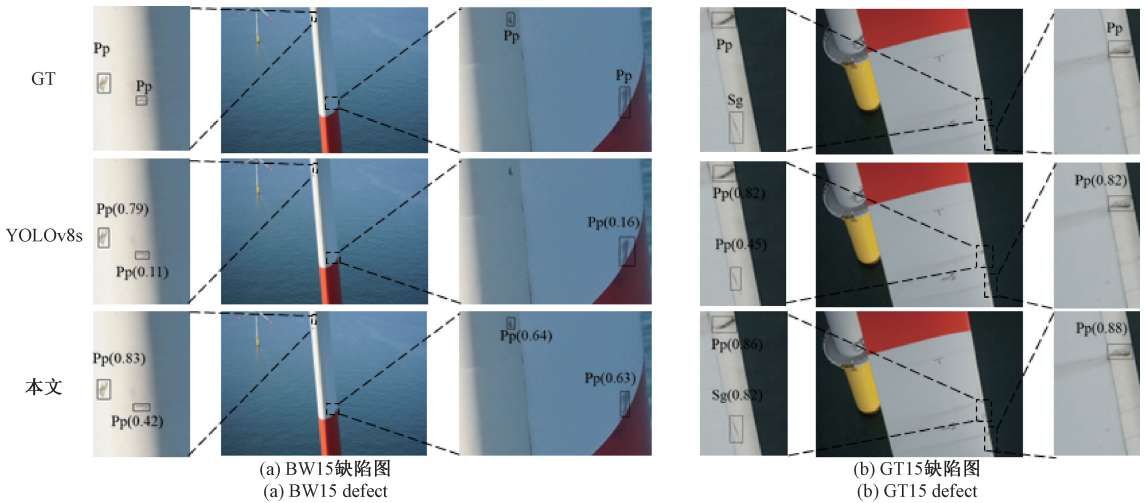 GT
Pp
Pp
Pp
Pp
Pp
Sg
Pp
YOLOv8s
Pp(0.79)
Pp(0.11)
Pp(0.16)
Pp(0.82)
Pp(0.45)
Pp(0.82)
本文
Pp(0.83)
Pp(0.42)
Pp(0.64)
Pp(0.63)
Pp(0.86)
Sg(0.82)
Pp(0.88)
(a) BW15缺陷图
(a) BW15 defect
(b) GT15缺陷图
(b) GT15 defect